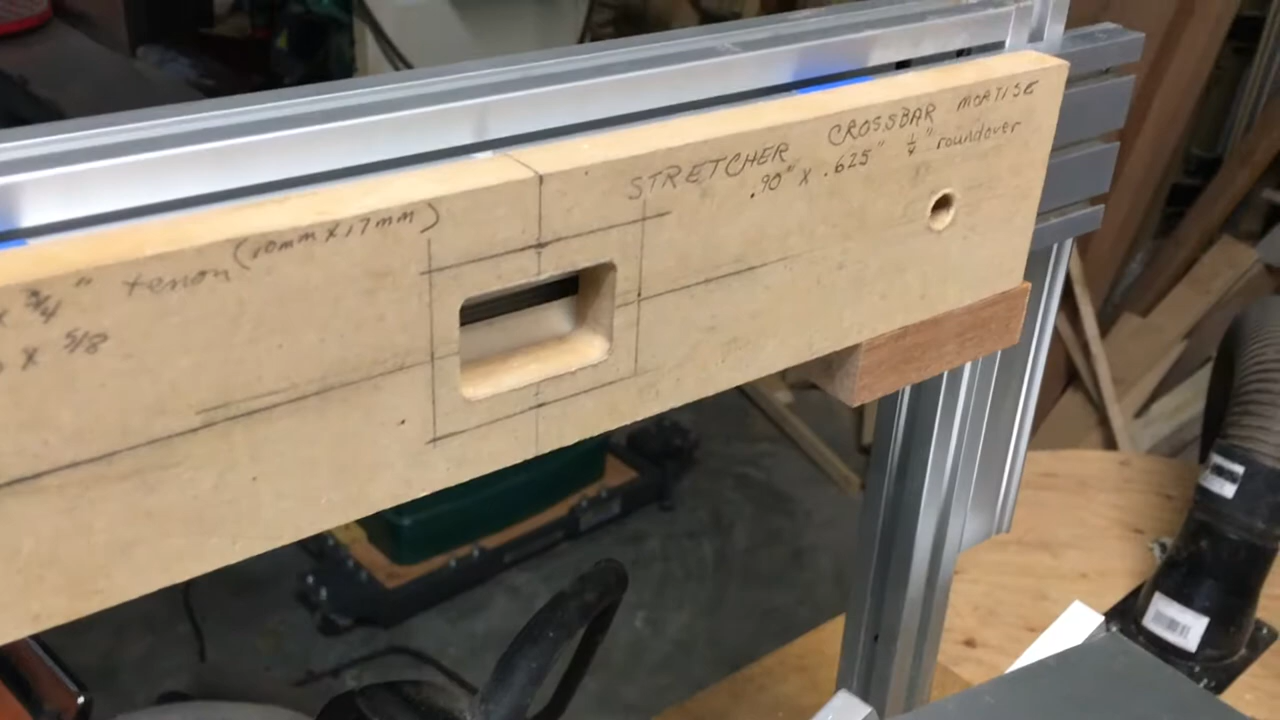 STRETCHER CROSSBAR MORTISE
.90" x .625" 1/4" roundover
x 3/4" tenon (10mm x 17mm)
x 5/8